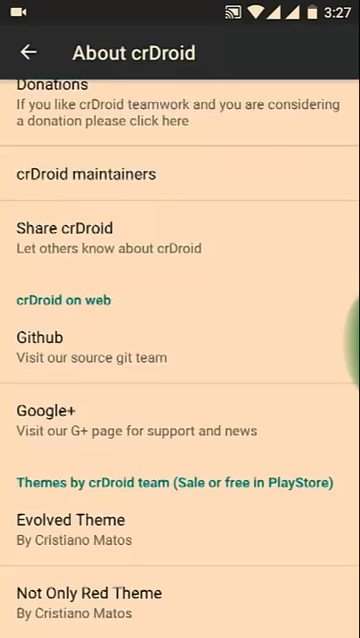 3:27
About crDroid
Donations
If you like crDroid teamwork and you are considering
a donation please click here
crDroid maintainers
Share crDroid
Let others know about crDroid
crDroid on web
Github
Visit our source git team
Google+
Visit our G+ page for support and news
Themes by crDroid team (Sale or free in PlayStore)
Evolved Theme
By Cristiano Matos
Not Only Red Theme
By Cristiano Matos